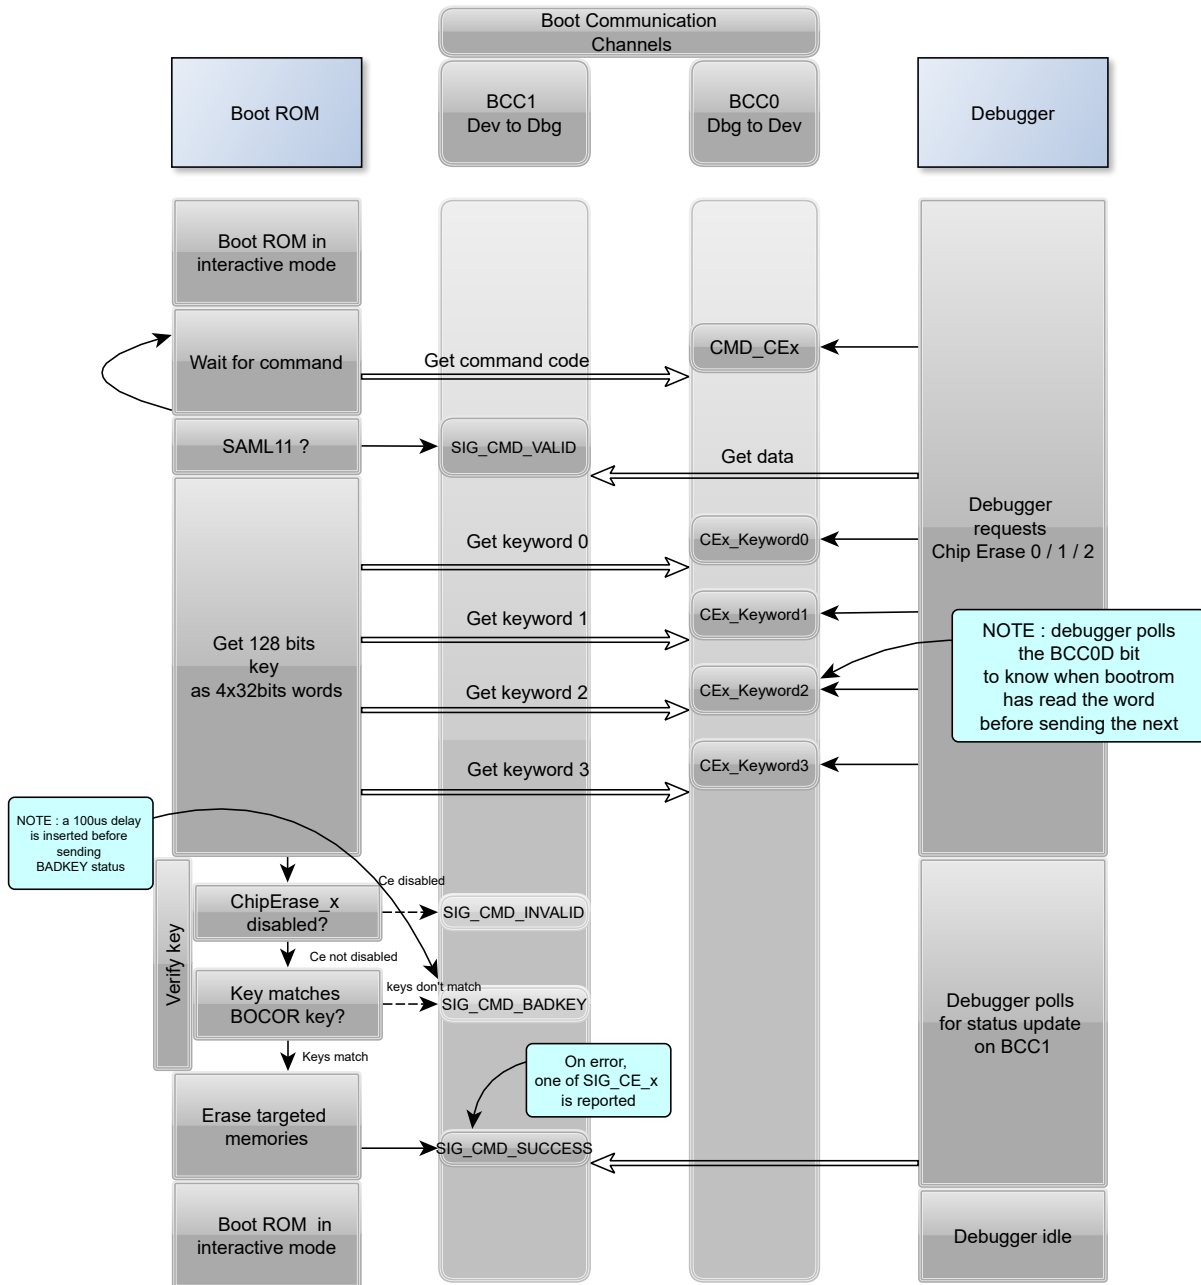 Boot Communication
Channels
Boot ROM
BCC1
Dev to Dbg
BCC0
Dbg to Dev
Debugger
Boot ROM in
interactive mode
Wait for command
Get command code
CMD_CEx
SAML11 ?
SIG_CMD_VALID
Get data
Debugger
requests
Chip Erase 0 / 1 / 2
Get keyword 0
CEx_Keyword0
Get keyword 1
CEx_Keyword1
Get 128 bits
key
as 4x32bits words
NOTE : debugger polls
the BCC0D bit
to know when bootrom
has read the word
before sending the next
Get keyword 2
CEx_Keyword2
Get keyword 3
CEx_Keyword3
NOTE : a 100us delay
is inserted before
sending
BADKEY status
Verify key
ChipErase_x
disabled?
Ce disabled
SIG_CMD_INVALID
Ce not disabled
Key matches
BOCOR key?
keys don't match
SIG_CMD_BADKEY
Debugger polls
for status update
on BCC1
Keys match
On error,
one of SIG_CE_x
is reported
Erase targeted
memories
SIG_CMD_SUCCESS
Boot ROM  in
interactive mode
Debugger idle